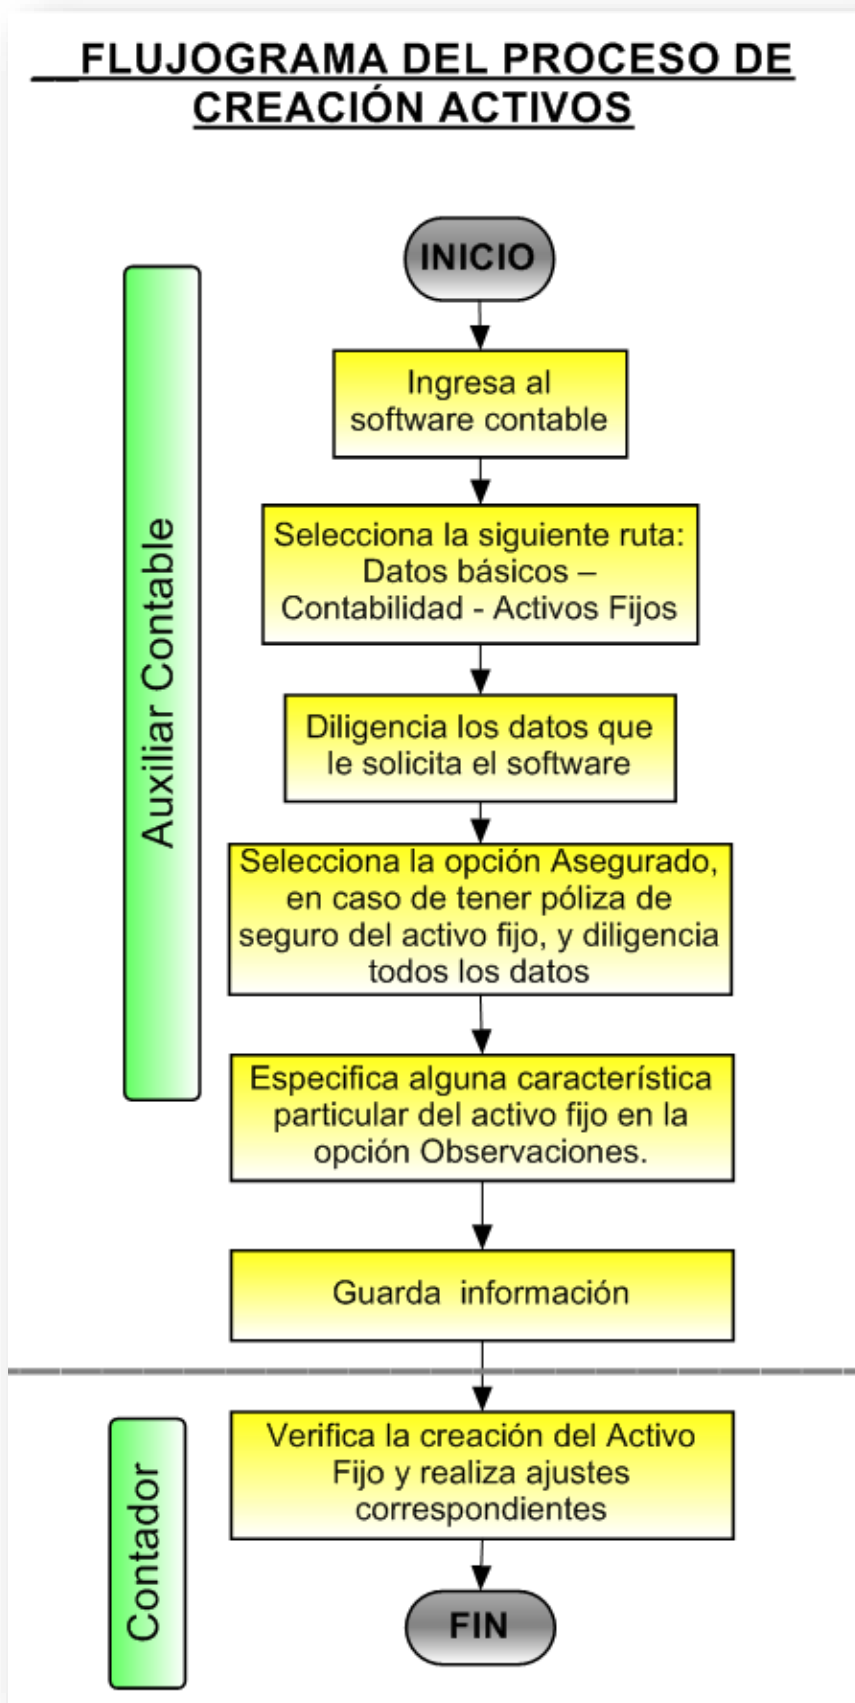 __FLUJOGRAMA DEL PROCESO DE
CREACIÓN ACTIVOS
INICIO
Ingresa al
software contable
Selecciona la siguiente ruta:
Datos básicos –
Contabilidad - Activos Fijos
Diligencia los datos que
le solicita el software
Selecciona la opción Asegurado,
en caso de tener póliza de
seguro del activo fijo, y diligencia
todos los datos
Especifica alguna característica
particular del activo fijo en la
opción Observaciones.
Guarda  información
Auxiliar Contable
Verifica la creación del Activo
Fijo y realiza ajustes
correspondientes
FIN
Contador